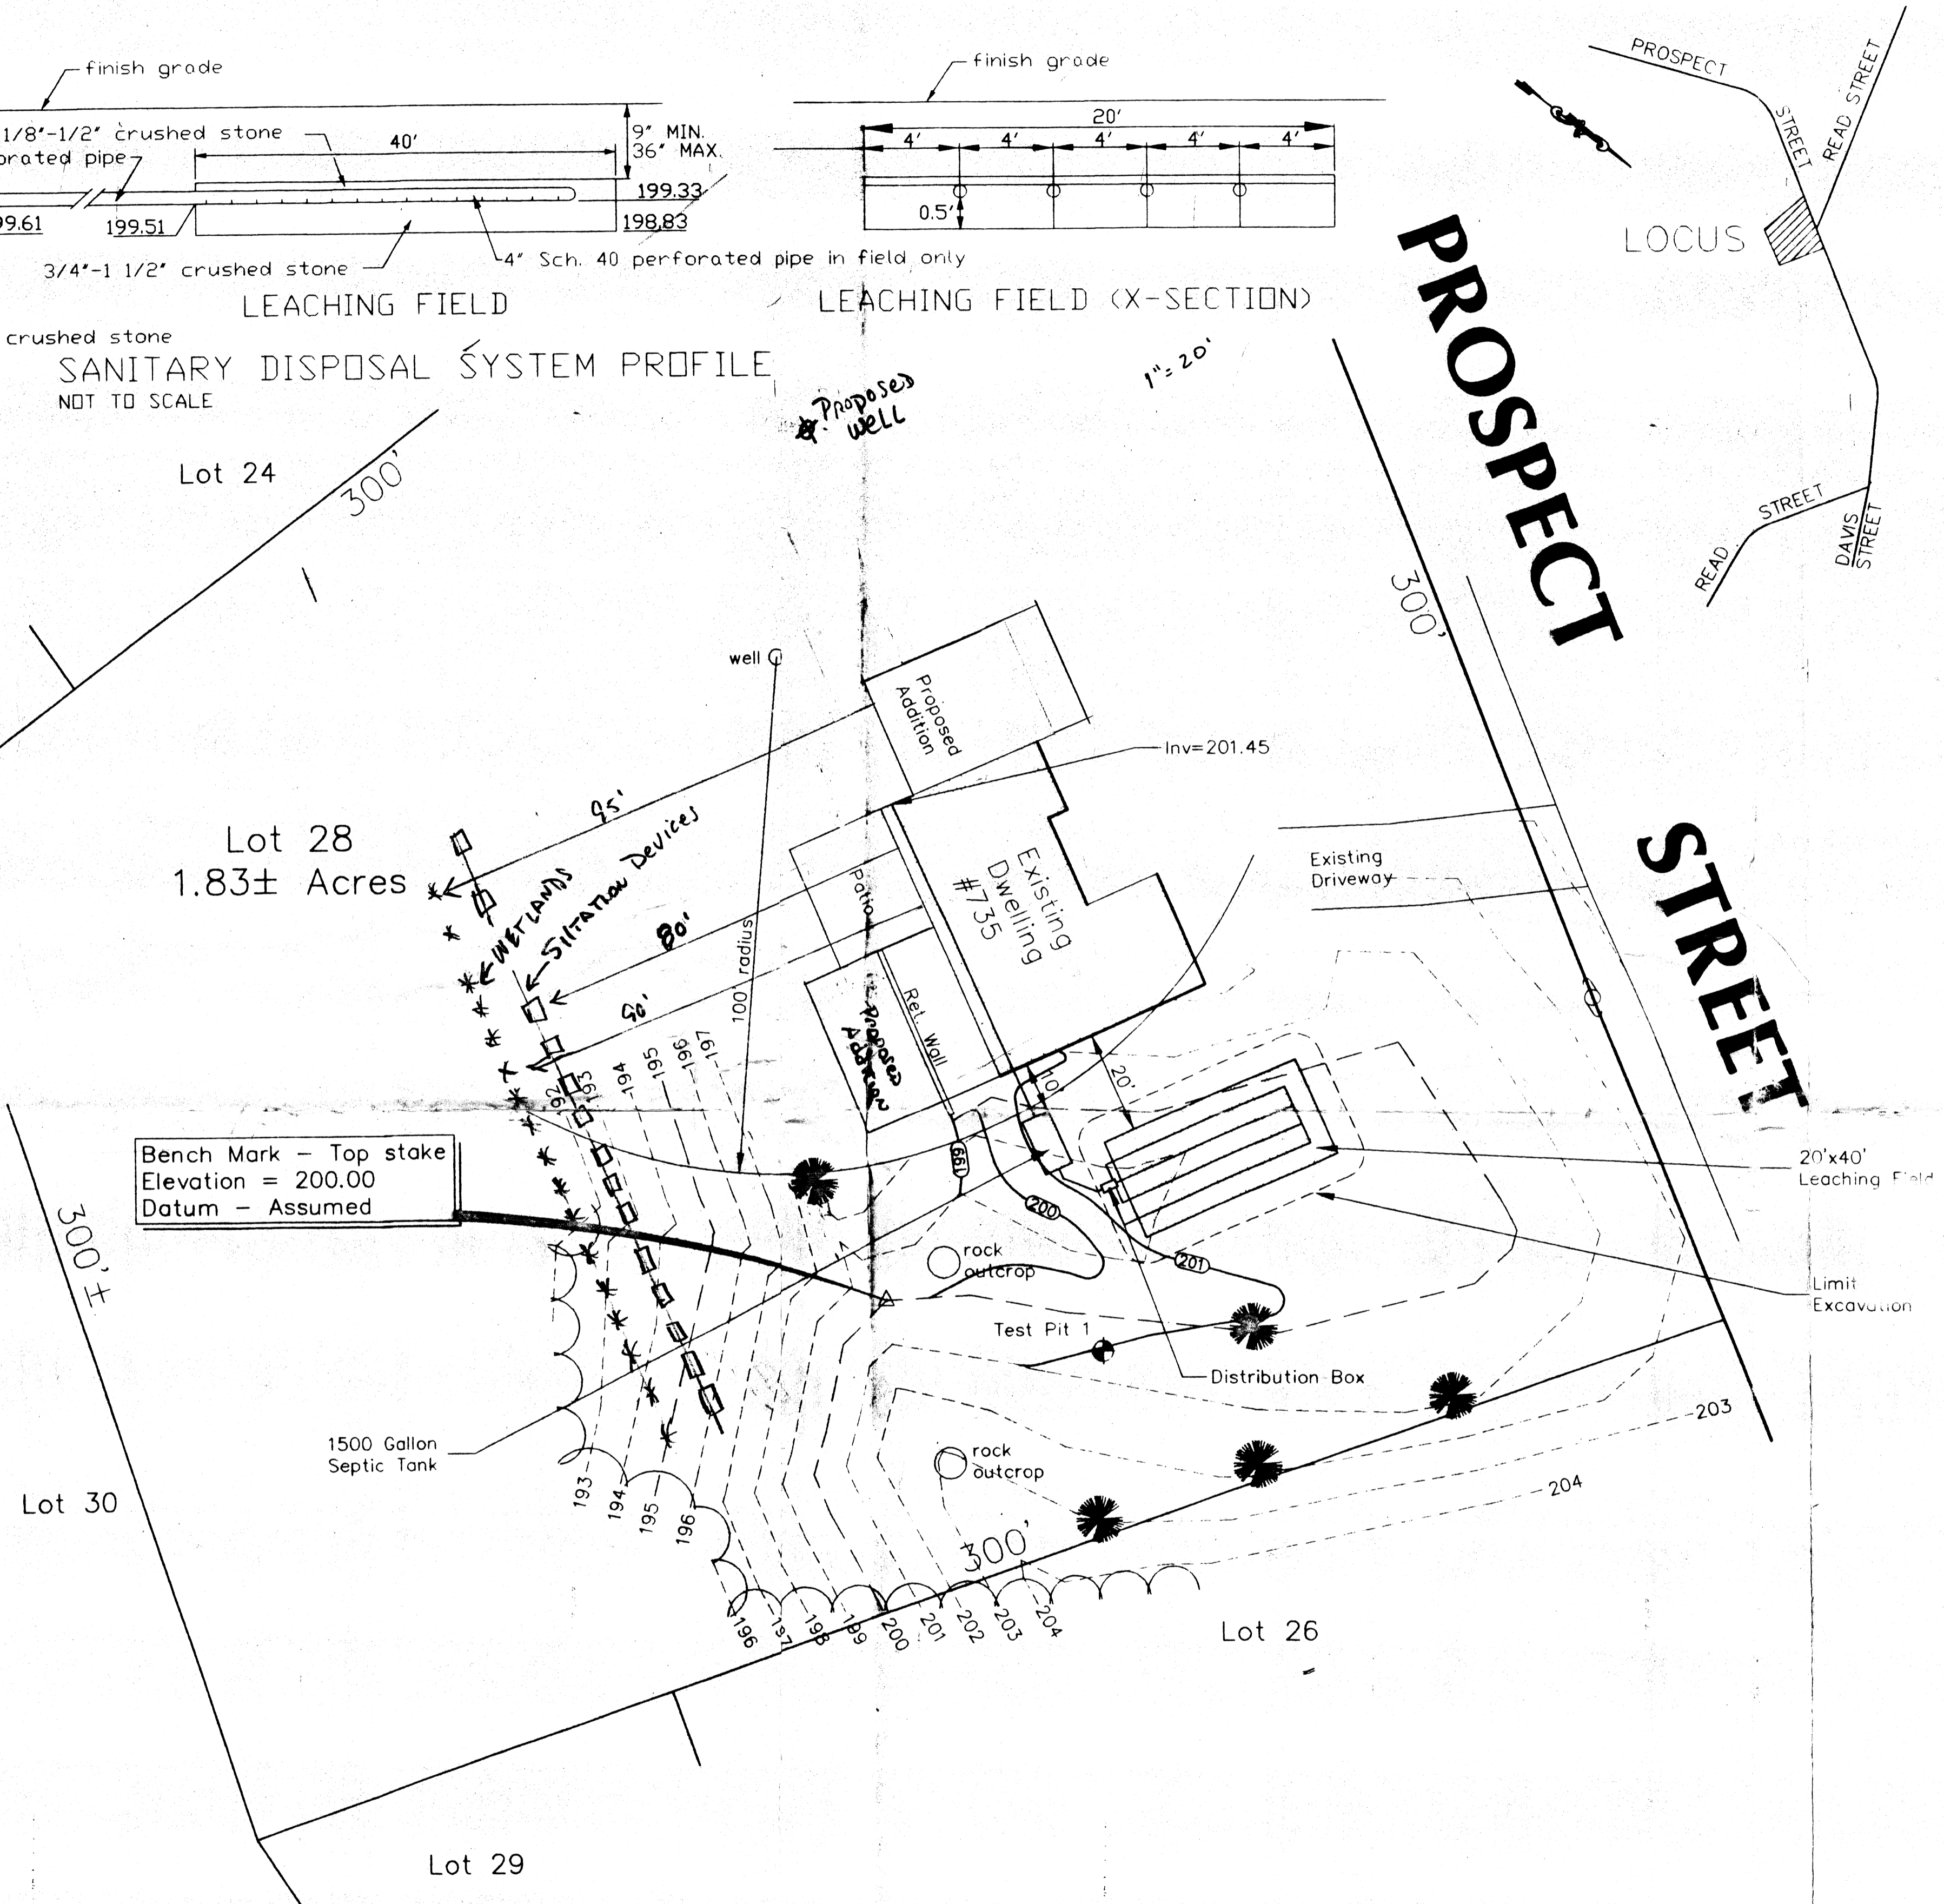 finish grade
1/8"-1/2" crushed stone
orated pipe
40'
9" MIN.
36" MAX.
199.33
198.83
9.61
199.51
3/4"-1 1/2" crushed stone
4" Sch. 40 perforated pipe in field only
LEACHING FIELD
crushed stone
SANITARY DISPOSAL SYSTEM PROFILE
NOT TO SCALE
finish grade
20'
4'
4'
4'
4'
4'
0.5'
LEACHING FIELD (X-SECTION)
PROSPECT
STREET
READ STREET
LOCUS
STREET
READ
DAVIS
STREET
1"=20'
Proposed
Well
Lot 24
300'
PROSPECT
STREET
300'
well
Proposed
Addition
Inv=201.45
95'
Lot 28
1.83± Acres
WETLANDS
Siltation Devices
80'
90'
100' radius
Patio
Existing
Dwelling
#735
Existing
Driveway
Ret. Wall
Proposed
Addition
192
193
194
195
196
197
10'
20'
Bench Mark - Top stake
Elevation = 200.00
Datum - Assumed
199
200
201
20'x40'
Leaching Field
rock
outcrop
Limit
Excavation
Test Pit 1
Distribution Box
300'±
1500 Gallon
Septic Tank
rock
outcrop
203
204
Lot 30
193
194
195
196
300'
196
197
198
199
200
201
202
203
204
Lot 26
Lot 29